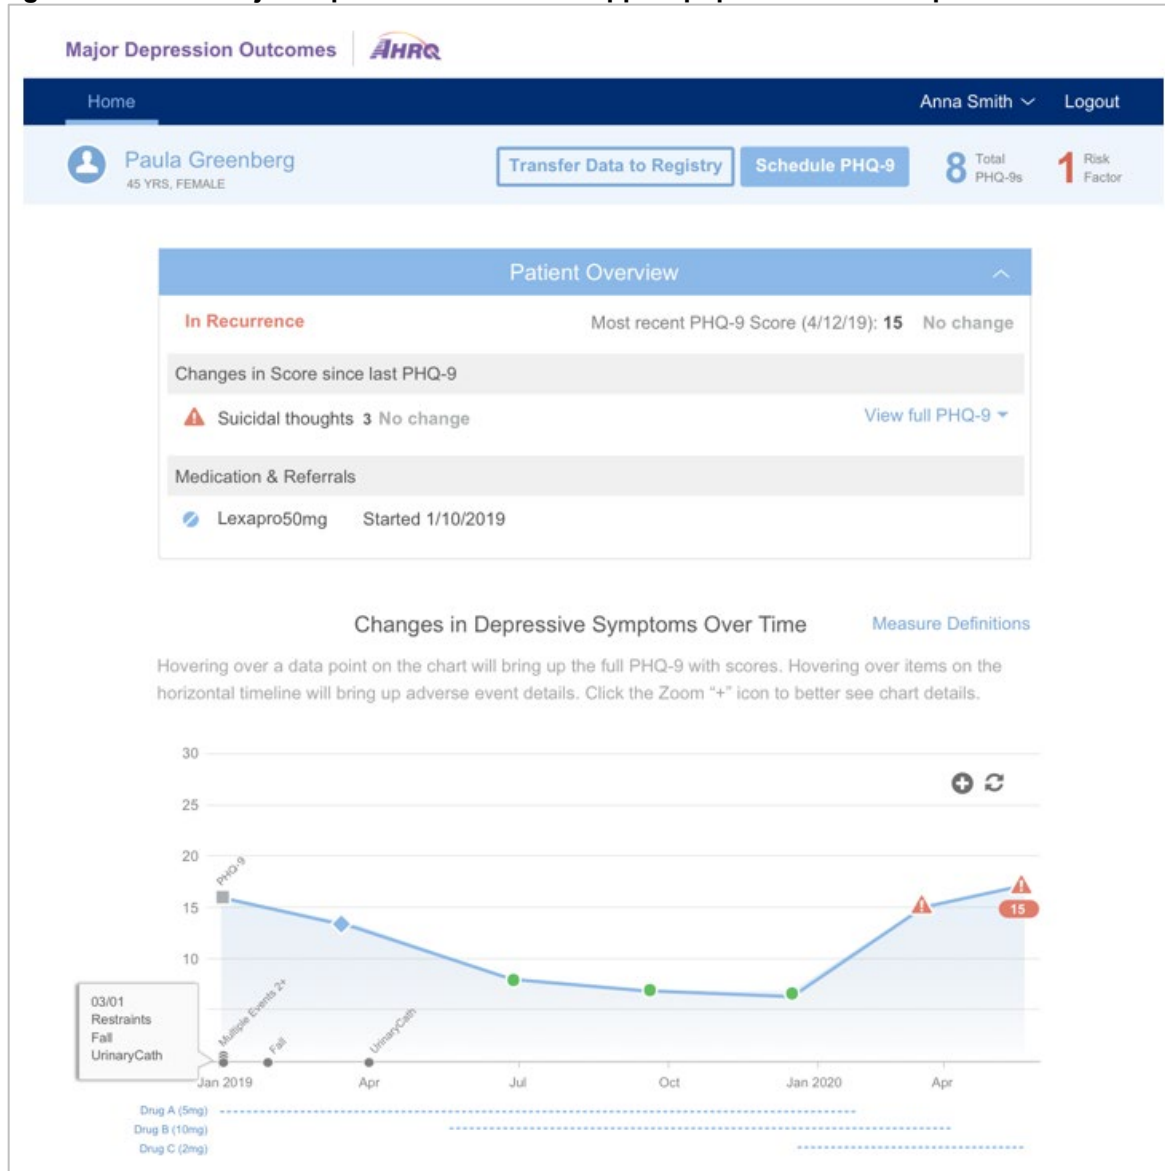 Major Depression Outcomes AHRQ
Home Anna Smith Logout
Paula Greenberg
45 YRS, FEMALE
Transfer Data to Registry Schedule PHQ-9 8 Total PHQ-9s 1 Risk Factor
Patient Overview
In Recurrence Most recent PHQ-9 Score (4/12/19): 15 No change
Changes in Score since last PHQ-9
Suicidal thoughts 3 No change View full PHQ-9
Medication & Referrals
Lexapro50mg Started 1/10/2019
Changes in Depressive Symptoms Over Time Measure Definitions
Hovering over a data point on the chart will bring up the full PHQ-9 with scores. Hovering over items on the
horizontal timeline will bring up adverse event details. Click the Zoom "+" icon to better see chart details.
30
25
20
PHQ-9
15
15
10
03/01
Restraints
Fall
UrinaryCath
Multiple Events 2+
Fall
UrinaryCath
Jan 2019 Apr Jul Oct Jan 2020 Apr
Drug A (5mg)
Drug B (10mg)
Drug C (2mg)